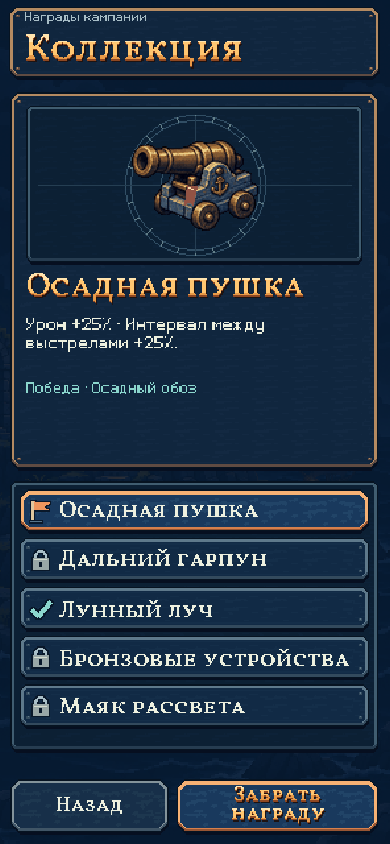 Награды кампании
Коллекция
Осадная пушка
Урон +25% · Интервал между
выстрелами +25%.
Победа · Осадный обоз
Осадная пушка
Дальний гарпун
Лунный луч
Бронзовые устройства
Маяк рассвета
Назад
Забрать
награду